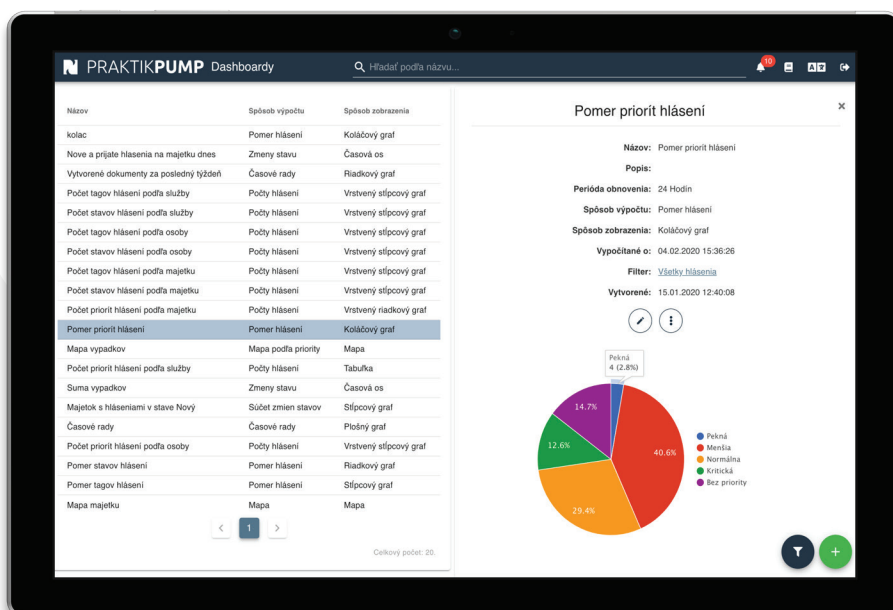 N PRAKTIKPUMP Dashboardy
Hľadať podľa názvu...
10
Názov Spôsob výpočtu Spôsob zobrazenia
kolac Pomer hlásení Koláčový graf
Nove a prijate hlasenia na majetku dnes Zmeny stavu Časová os
Vytvorené dokumenty za posledný týždeň Časové rady Riadkový graf
Počet tagov hlásení podľa služby Počty hlásení Vrstvený stĺpcový graf
Počet stavov hlásení podľa služby Počty hlásení Vrstvený stĺpcový graf
Počet tagov hlásení podľa osoby Počty hlásení Vrstvený stĺpcový graf
Počet stavov hlásení podľa osoby Počty hlásení Vrstvený stĺpcový graf
Počet tagov hlásení podľa majetku Počty hlásení Vrstvený stĺpcový graf
Počet stavov hlásení podľa majetku Počty hlásení Vrstvený stĺpcový graf
Počet priorít hlásení podľa majetku Počty hlásení Vrstvený riadkový graf
Pomer priorít hlásení Pomer hlásení Koláčový graf
Mapa vypadkov Mapa podľa priority Mapa
Počet priorít hlásení podľa služby Počty hlásení Tabuľka
Suma vypadkov Zmeny stavu Časová os
Majetok s hláseniami v stave Nový Súčet zmien stavov Stĺpcový graf
Časové rady Časové rady Plošný graf
Počet priorít hlásení podľa osoby Počty hlásení Vrstvený stĺpcový graf
Pomer stavov hlásení Pomer hlásení Riadkový graf
Pomer tagov hlásení Pomer hlásení Stĺpcový graf
Mapa majetku Mapa Mapa
1
Celkový počet: 20.
Pomer priorít hlásení
Názov: Pomer priorít hlásení
Popis:
Perióda obnovenia: 24 Hodín
Spôsob výpočtu: Pomer hlásení
Spôsob zobrazenia: Koláčový graf
Vypočítané o: 04.02.2020 15:36:26
Filter: Všetky hlásenia
Vytvorené: 15.01.2020 12:40:08
Pekná
4 (2.8%)
14.7%
12.6%
40.6%
29.4%
Pekná
Menšia
Normálna
Kritická
Bez priority